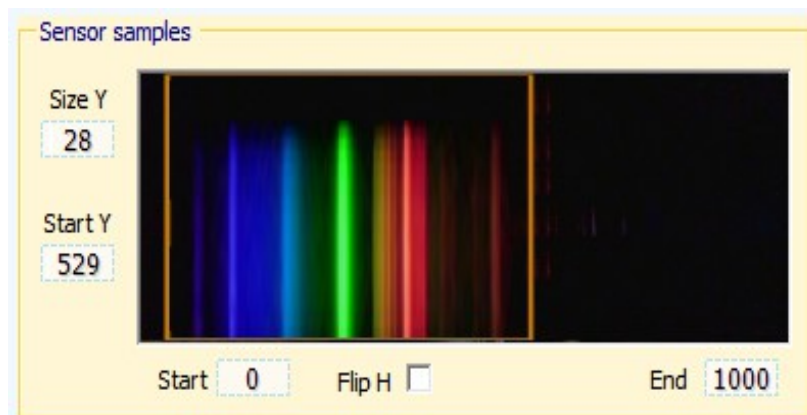 Sensor samples
Size Y
28
Start Y
529
Start 0 Flip H End 1000